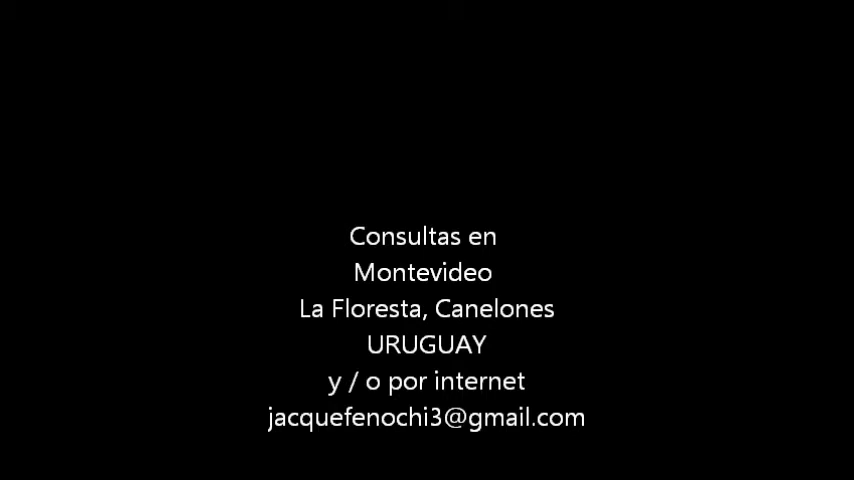 Consultas en
Montevideo
La Floresta, Canelones
URUGUAY
y / o por internet
jacquefenochi3@gmail.com